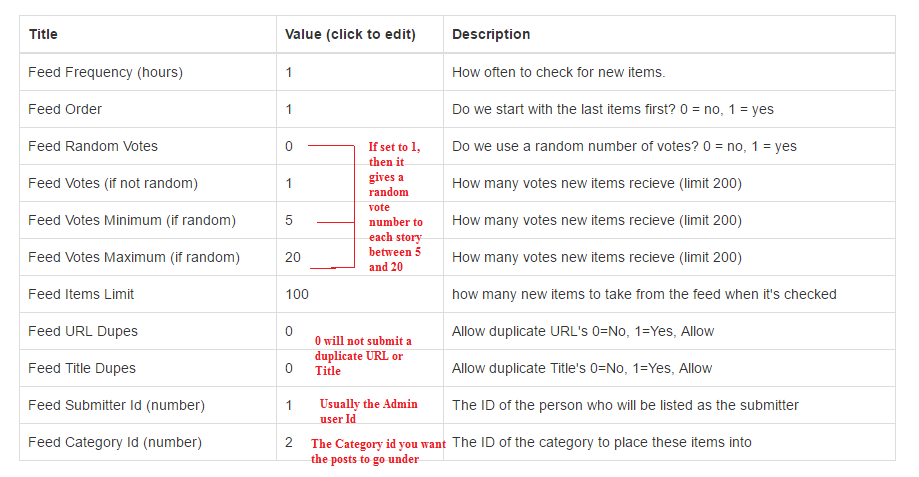 Title Value (click to edit) Description
Feed Frequency (hours) 1 How often to check for new items.
Feed Order 1 Do we start with the last items first? 0 = no, 1 = yes
Feed Random Votes 0 Do we use a random number of votes? 0 = no, 1 = yes
Feed Votes (if not random) 1 How many votes new items recieve (limit 200)
Feed Votes Minimum (if random) 5 How many votes new items recieve (limit 200)
Feed Votes Maximum (if random) 20 How many votes new items recieve (limit 200)
If set to 1,
then it
gives a
random
vote
number to
each story
between 5
and 20
Feed Items Limit 100 how many new items to take from the feed when it's checked
Feed URL Dupes 0 Allow duplicate URL's 0=No, 1=Yes, Allow
Feed Title Dupes 0 Allow duplicate Title's 0=No, 1=Yes, Allow
0 will not submit a
duplicate URL or
Title
Feed Submitter Id (number) 1 The ID of the person who will be listed as the submitter
Usually the Admin
user Id
Feed Category Id (number) 2 The ID of the category to place these items into
The Category id you want
the posts to go under